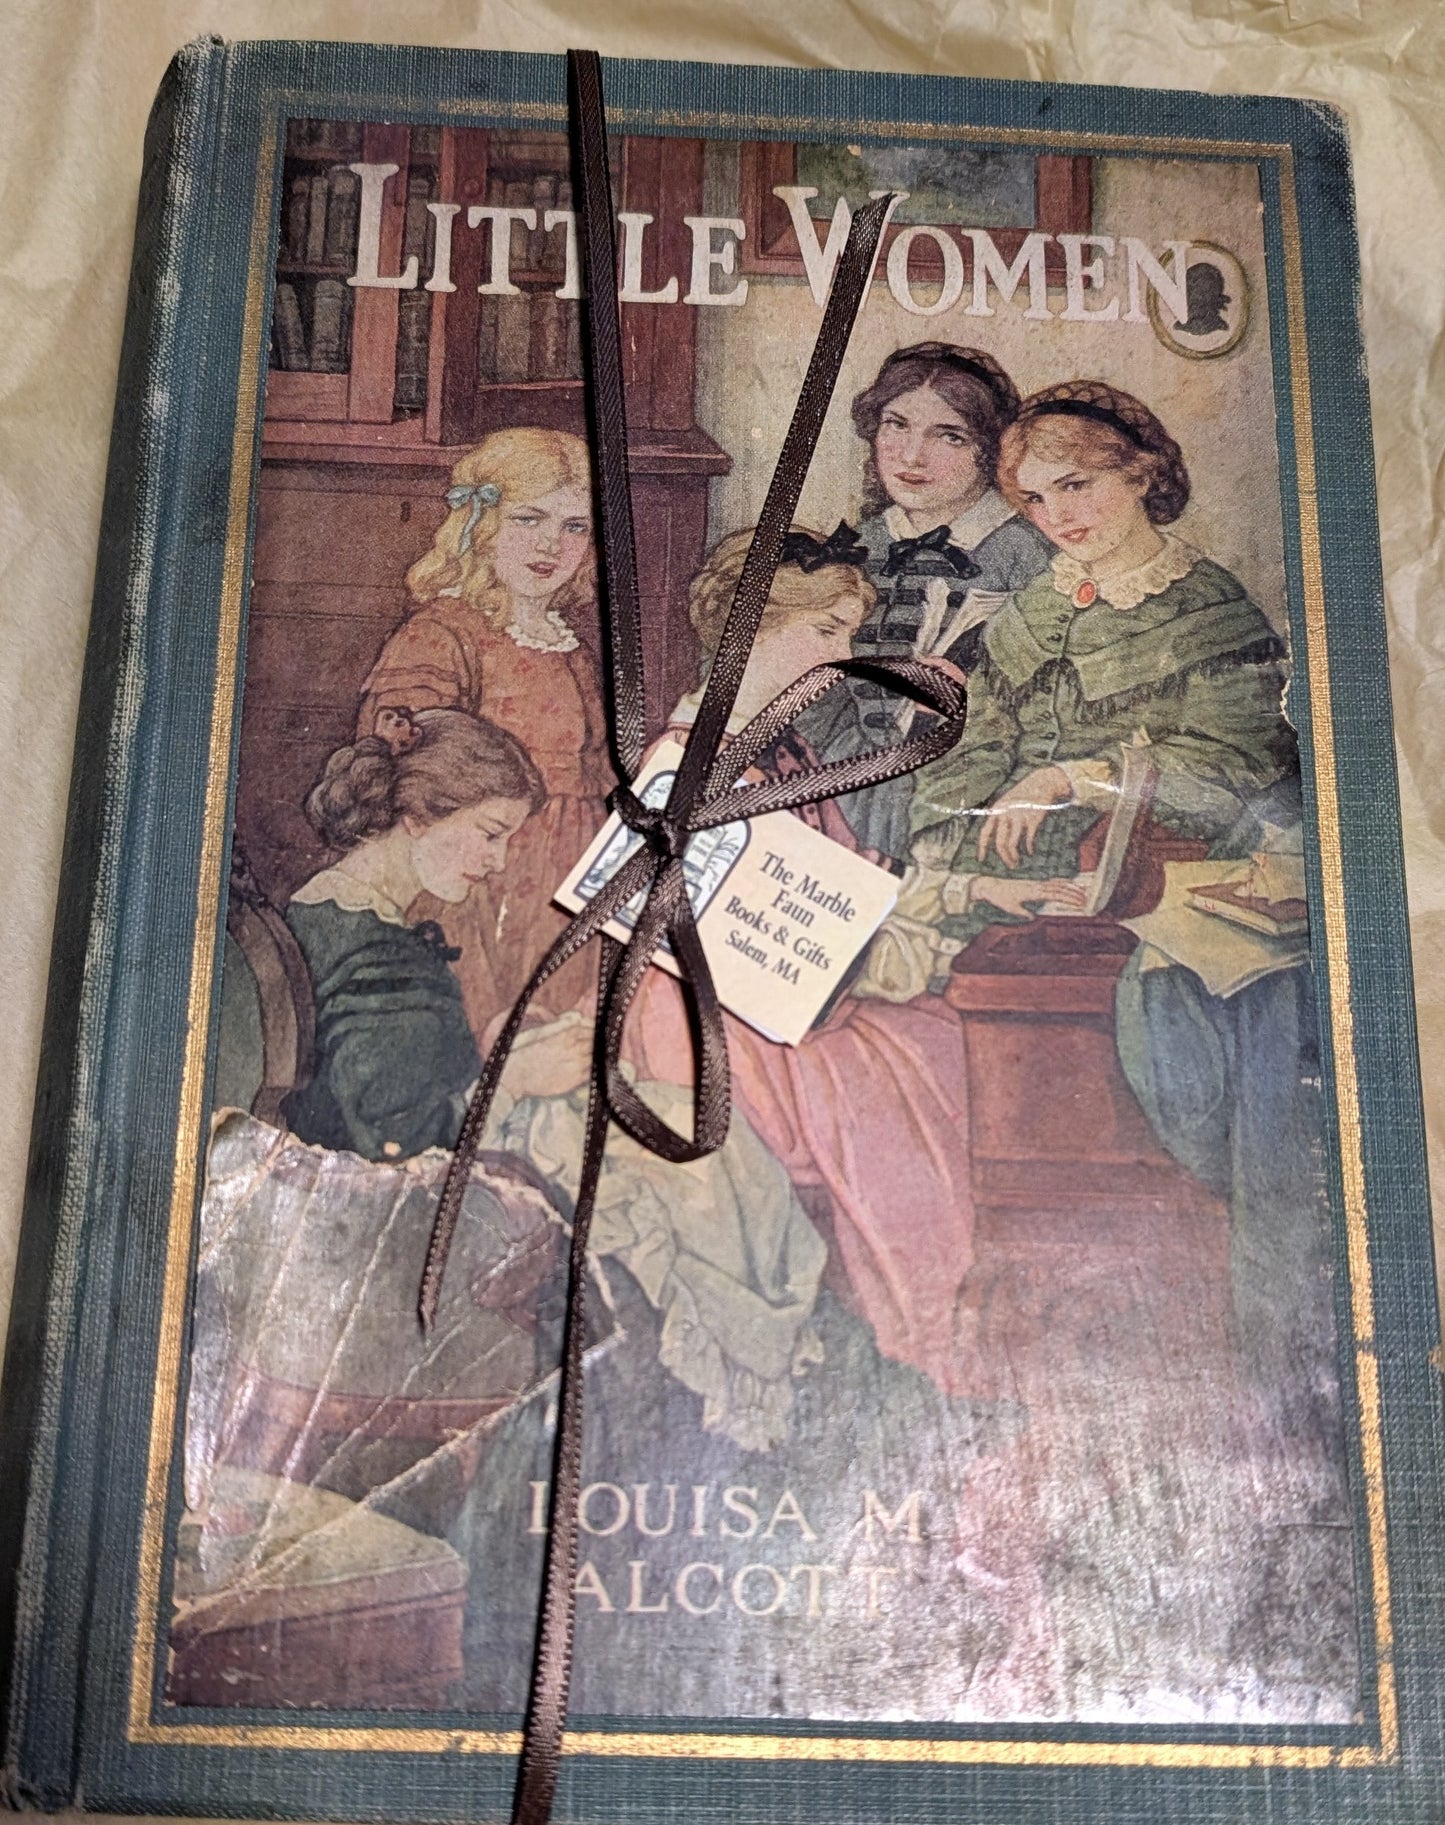 LITTLE WOMEN
The Marble
Faun
Books & Gifts
Salem, MA
LOUISA M
ALCOTT